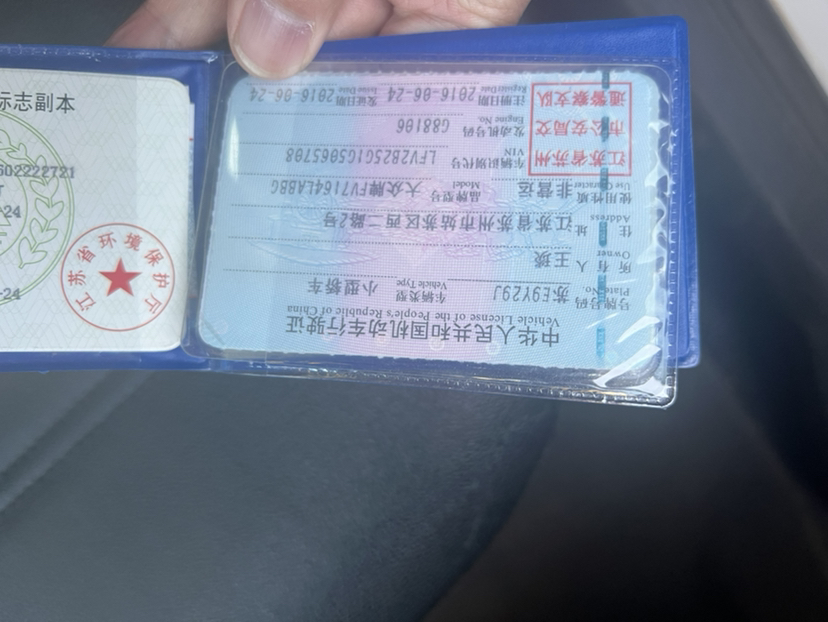 标志副本
602222721
-24
-24
江苏省环境保护厅
中华人民共和国机动车行驶证
Vehicle License of the People's Republic of China
号牌号码 苏E9Y29J 车辆类型 小型轿车
Plate No. Vehicle Type
所有人 王琰
Owner
住址 江苏省苏州市姑苏区西二路2号
Address
使用性质 非营运 品牌型号 大众牌FV7164LABBG
Use Character Model
江苏省苏州
市公安局交
通警察支队
车辆识别代号 LFV2B25G1G5065708
VIN
发动机号码 G88106
Engine No.
注册日期 2016-06-24 发证日期 2016-06-24
Register Date Issue Date